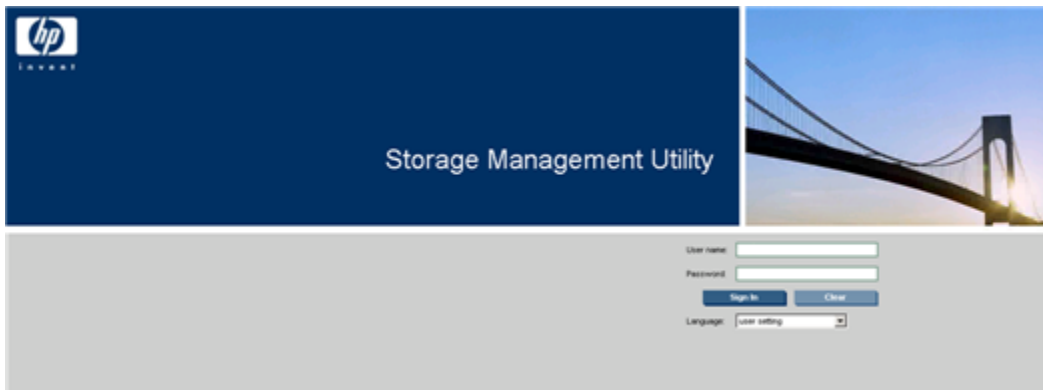 hp
invent
Storage Management Utility
User name:
Password:
Sign In Clear
Language: user setting